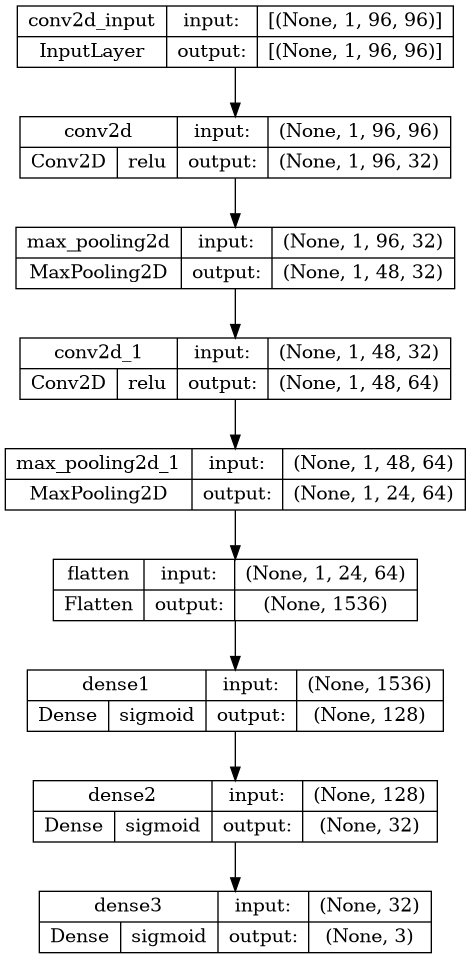 conv2d_input input: [(None, 1, 96, 96)]
InputLayer output: [(None, 1, 96, 96)]
conv2d input: (None, 1, 96, 96)
Conv2D relu output: (None, 1, 96, 32)
max_pooling2d input: (None, 1, 96, 32)
MaxPooling2D output: (None, 1, 48, 32)
conv2d_1 input: (None, 1, 48, 32)
Conv2D relu output: (None, 1, 48, 64)
max_pooling2d_1 input: (None, 1, 48, 64)
MaxPooling2D output: (None, 1, 24, 64)
flatten input: (None, 1, 24, 64)
Flatten output: (None, 1536)
dense1 input: (None, 1536)
Dense sigmoid output: (None, 128)
dense2 input: (None, 128)
Dense sigmoid output: (None, 32)
dense3 input: (None, 32)
Dense sigmoid output: (None, 3)